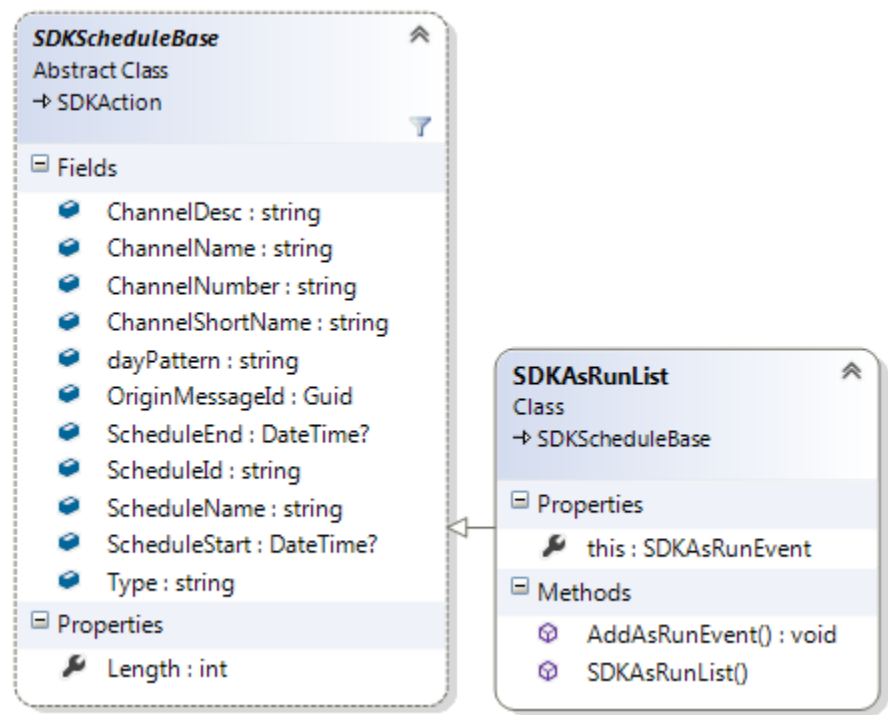 SDKScheduleBase
Abstract Class
→ SDKAction
Fields
ChannelDesc : string
ChannelName : string
ChannelNumber : string
ChannelShortName : string
dayPattern : string
OriginMessageId : Guid
ScheduleEnd : DateTime?
ScheduleId : string
ScheduleName : string
ScheduleStart : DateTime?
Type : string
Properties
Length : int
SDKAsRunList
Class
→ SDKScheduleBase
Properties
this : SDKAsRunEvent
Methods
AddAsRunEvent() : void
SDKAsRunList()